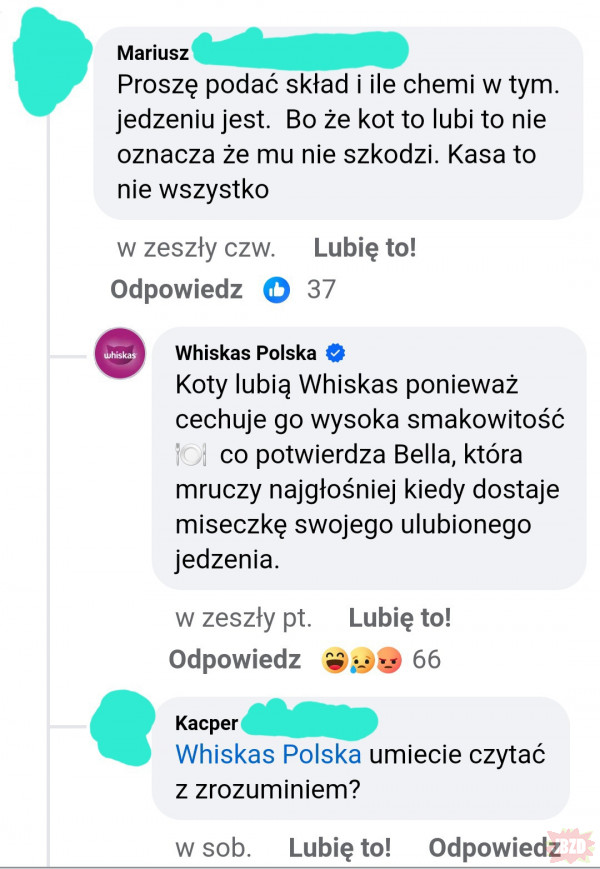 Mariusz
Proszę podać skład i ile chemi w tym.
jedzeniu jest. Bo że kot to lubi to nie
oznacza że mu nie szkodzi. Kasa to
nie wszystko
w zeszły czw. Lubię to!
Odpowiedz 37
whiskas
Whiskas Polska
Koty lubią Whiskas ponieważ
cechuje go wysoka smakowitość
🍽 co potwierdza Bella, która
mruczy najgłośniej kiedy dostaje
miseczkę swojego ulubionego
jedzenia.
w zeszły pt. Lubię to!
Odpowiedz 😆😢😡 66
Kacper
Whiskas Polska umiecie czytać
z zrozuminiem?
w sob. Lubię to! Odpowiedz